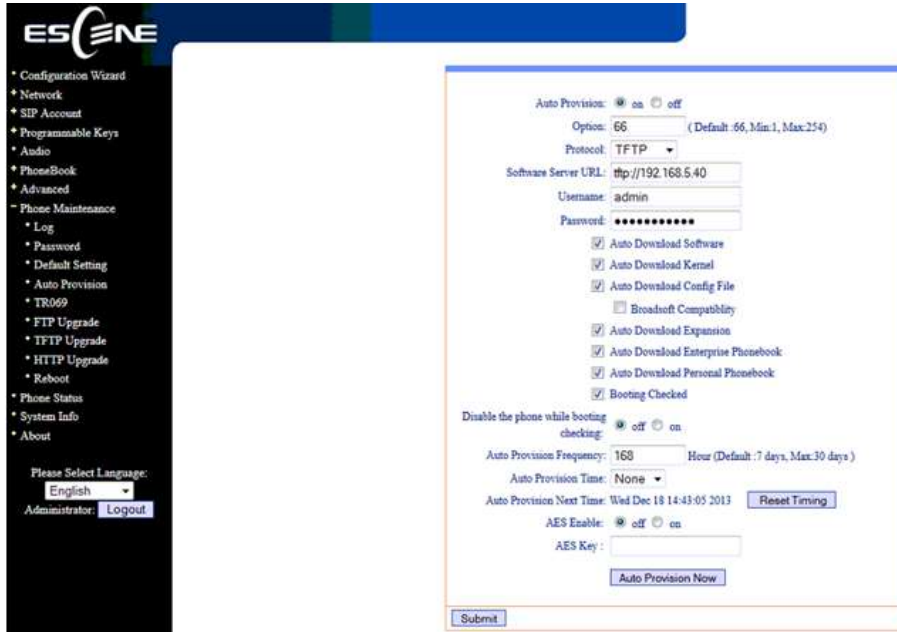 ESCENE
Configuration Wizard
Network
SIP Account
Programmable Keys
Audio
PhoneBook
Advanced
Phone Maintenance
Log
Password
Default Setting
Auto Provision
TR069
FTP Upgrade
TFTP Upgrade
HTTP Upgrade
Reboot
Phone Status
System Info
About
Please Select Language:
English
Administrator: Logout
Auto Provision: on off
Option: 66 ( Default :66, Min:1, Max:254)
Protocol: TFTP
Software Server URL: tftp://192.168.5.40
Username: admin
Password: ●●●●●●●●●●●
Auto Download Software
Auto Download Kernel
Auto Download Config File
Broadsoft Compatiblity
Auto Download Expansion
Auto Download Enterprise Phonebook
Auto Download Personal Phonebook
Booting Checked
Disable the phone while booting
checking: off on
Auto Provision Frequency: 168 Hour (Default :7 days, Max:30 days )
Auto Provision Time: None
Auto Provision Next Time: Wed Dec 18 14:43:05 2013 Reset Timing
AES Enable: off on
AES Key :
Auto Provision Now
Submit